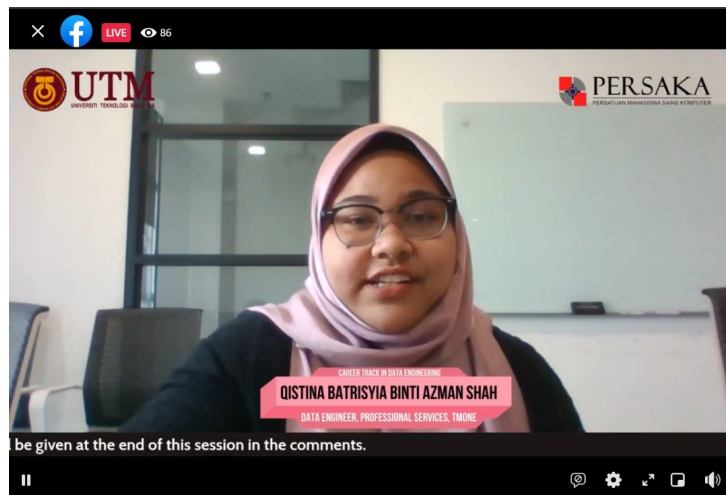 LIVE 86
UTM
UNIVERSITI TEKNOLOGI MALAYSIA
PERSAKA
PERSATUAN MAHASISWA SAINS KOMPUTER
CAREER TRACK IN DATA ENGINEERING
QISTINA BATRISYIA BINTI AZMAN SHAH
DATA ENGINEER, PROFESSIONAL SERVICES, TMONE
be given at the end of this session in the comments.